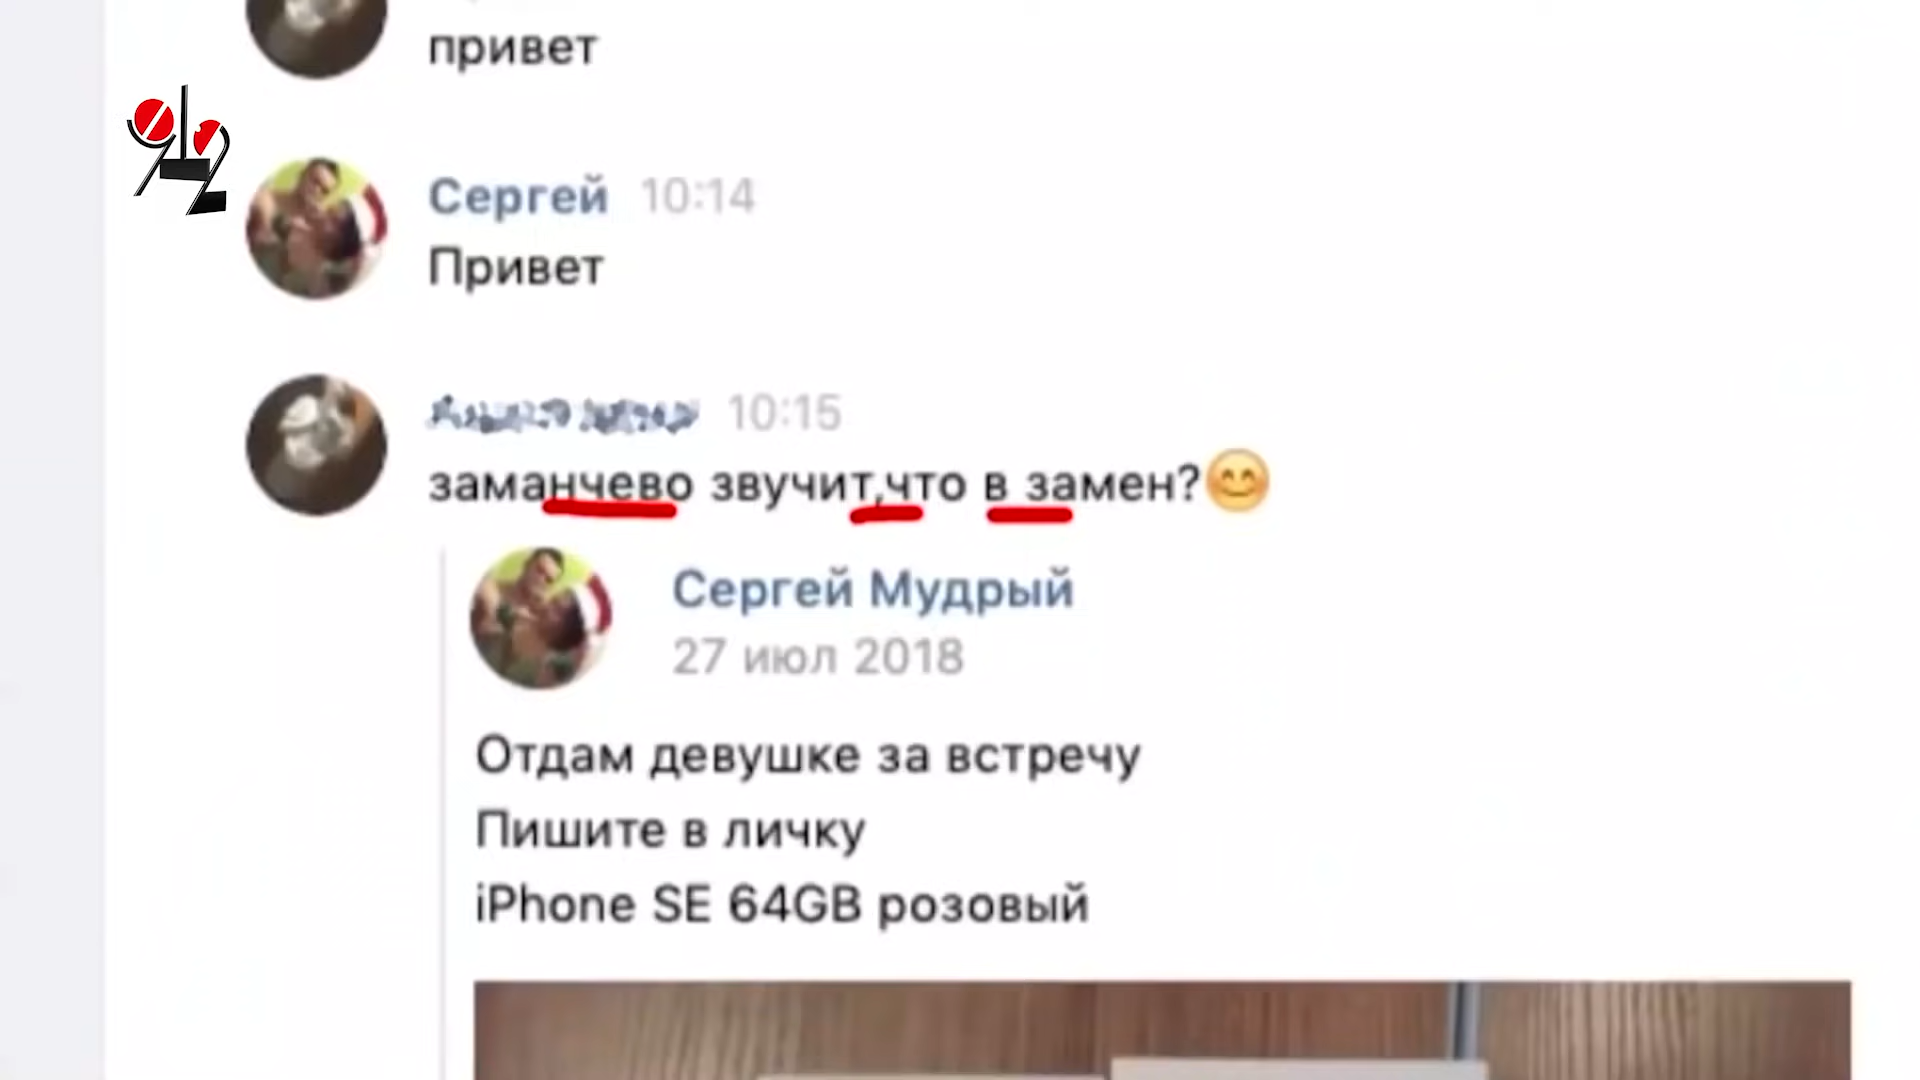 привет
Сергей 10:14
Привет
10:15
заманчево звучит,что в замен?😊
Сергей Мудрый
27 июл 2018
Отдам девушке за встречу
Пишите в личку
iPhone SE 64GB розовый